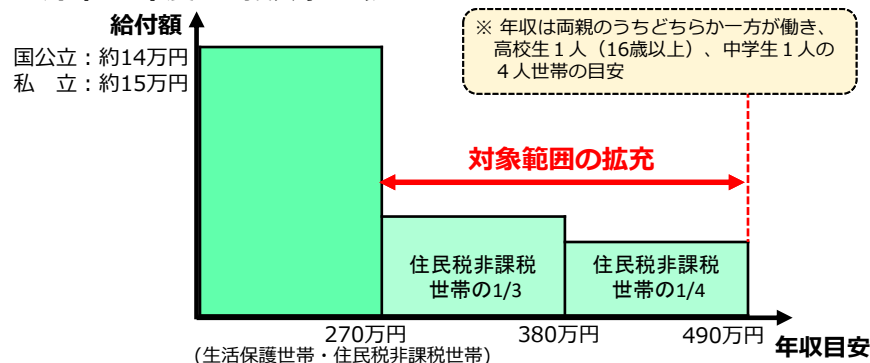 給付額
国公立：約14万円
私　立：約15万円
※ 年収は両親のうちどちらか一方が働き、
高校生１人（16歳以上）、中学生１人の
４人世帯の目安
対象範囲の拡充
住民税非課税
世帯の1/3
住民税非課税
世帯の1/4
270万円
380万円
490万円
年収目安
(生活保護世帯・住民税非課税世帯)